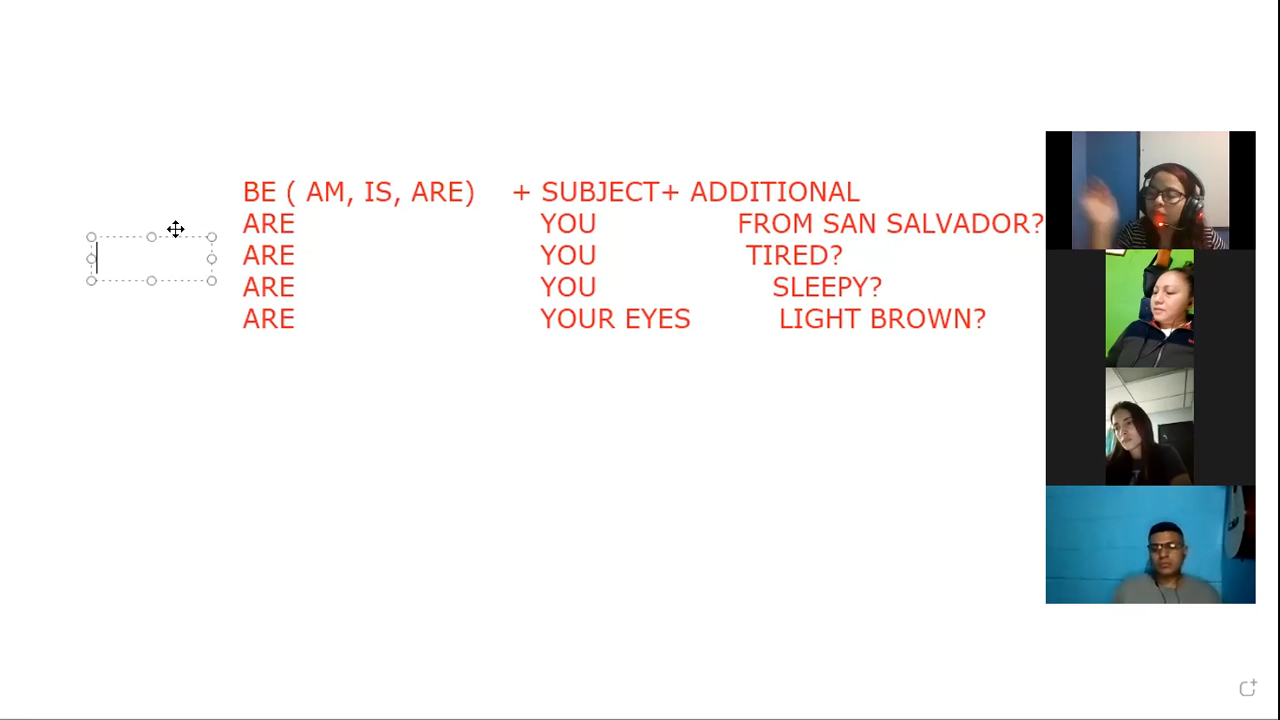 BE ( AM, IS, ARE) + SUBJECT+ ADDITIONAL
ARE YOU FROM SAN SALVADOR?
ARE YOU TIRED?
ARE YOU SLEEPY?
ARE YOUR EYES LIGHT BROWN?